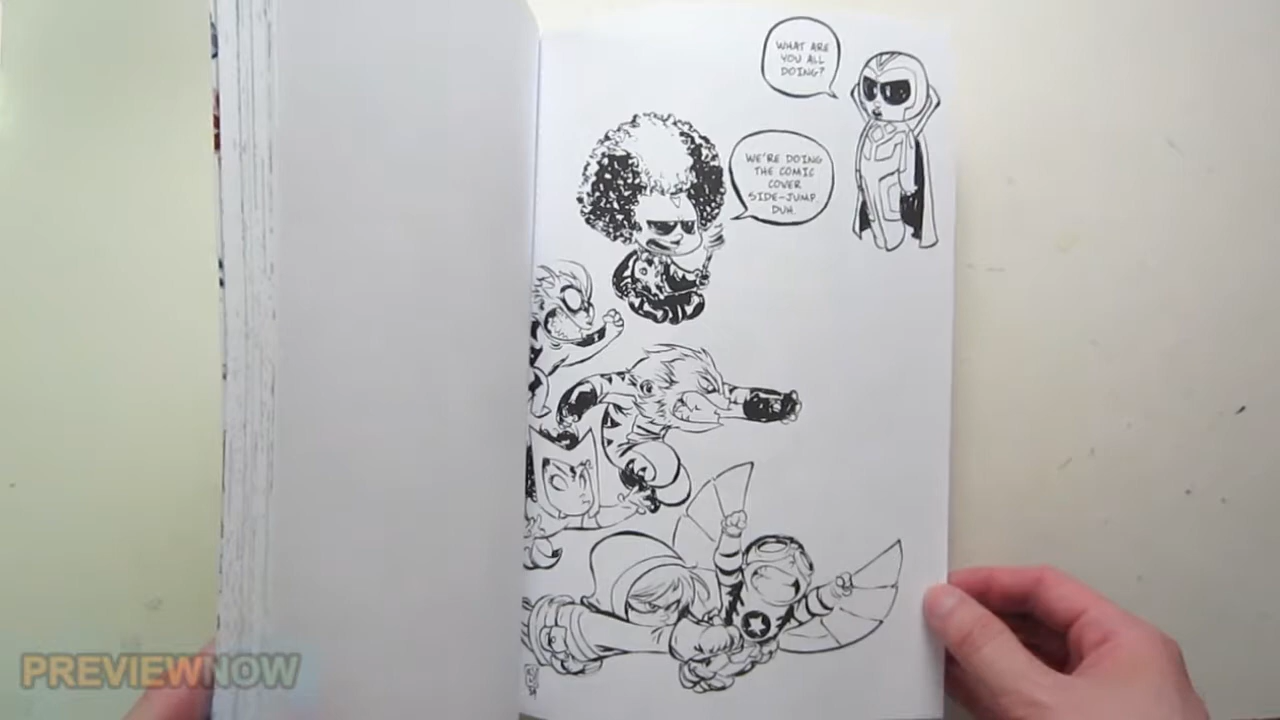 WHAT ARE
YOU ALL
DOING?
WE'RE DOING
THE COMIC
COVER
SIDE-JUMP.
DUH.
PREVIEWNOW